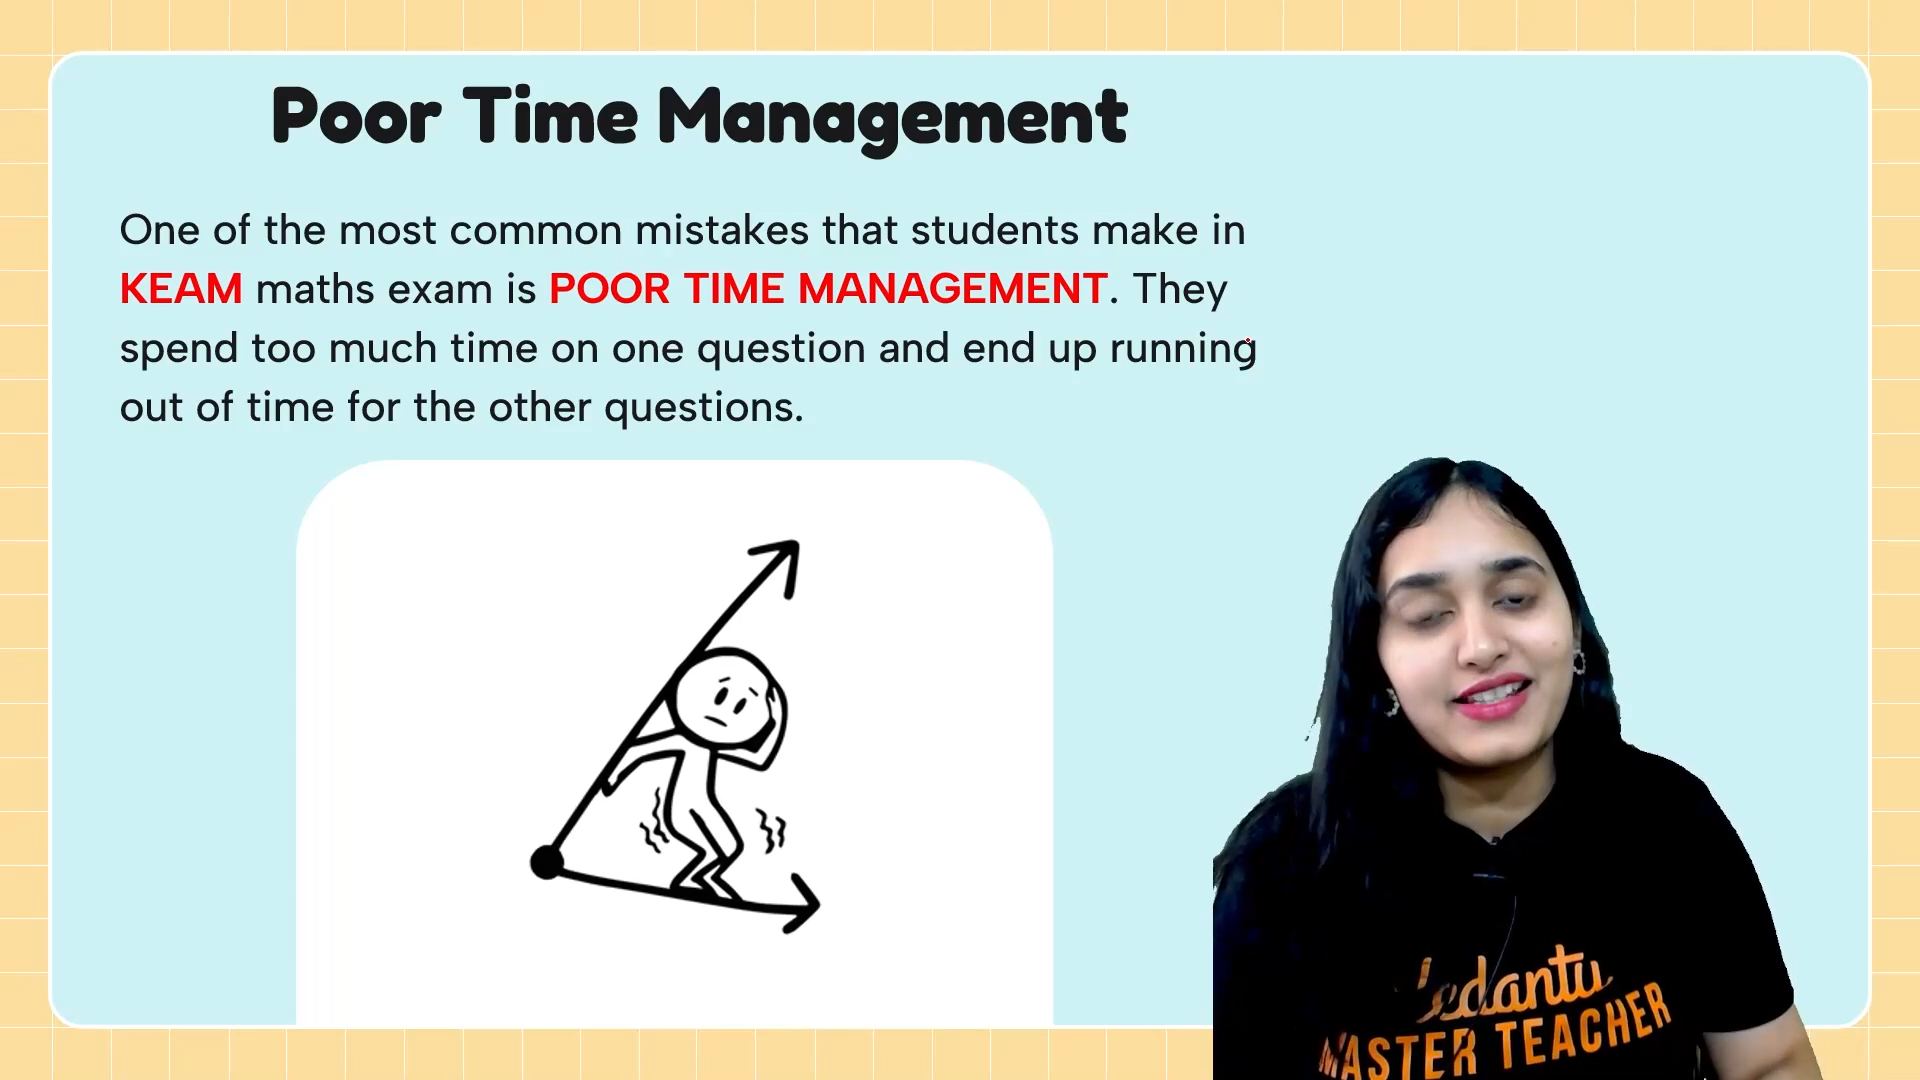 Poor Time Management
One of the most common mistakes that students make in
KEAM maths exam is POOR TIME MANAGEMENT. They
spend too much time on one question and end up running
out of time for the other questions.
Vedantu
MASTER TEACHER